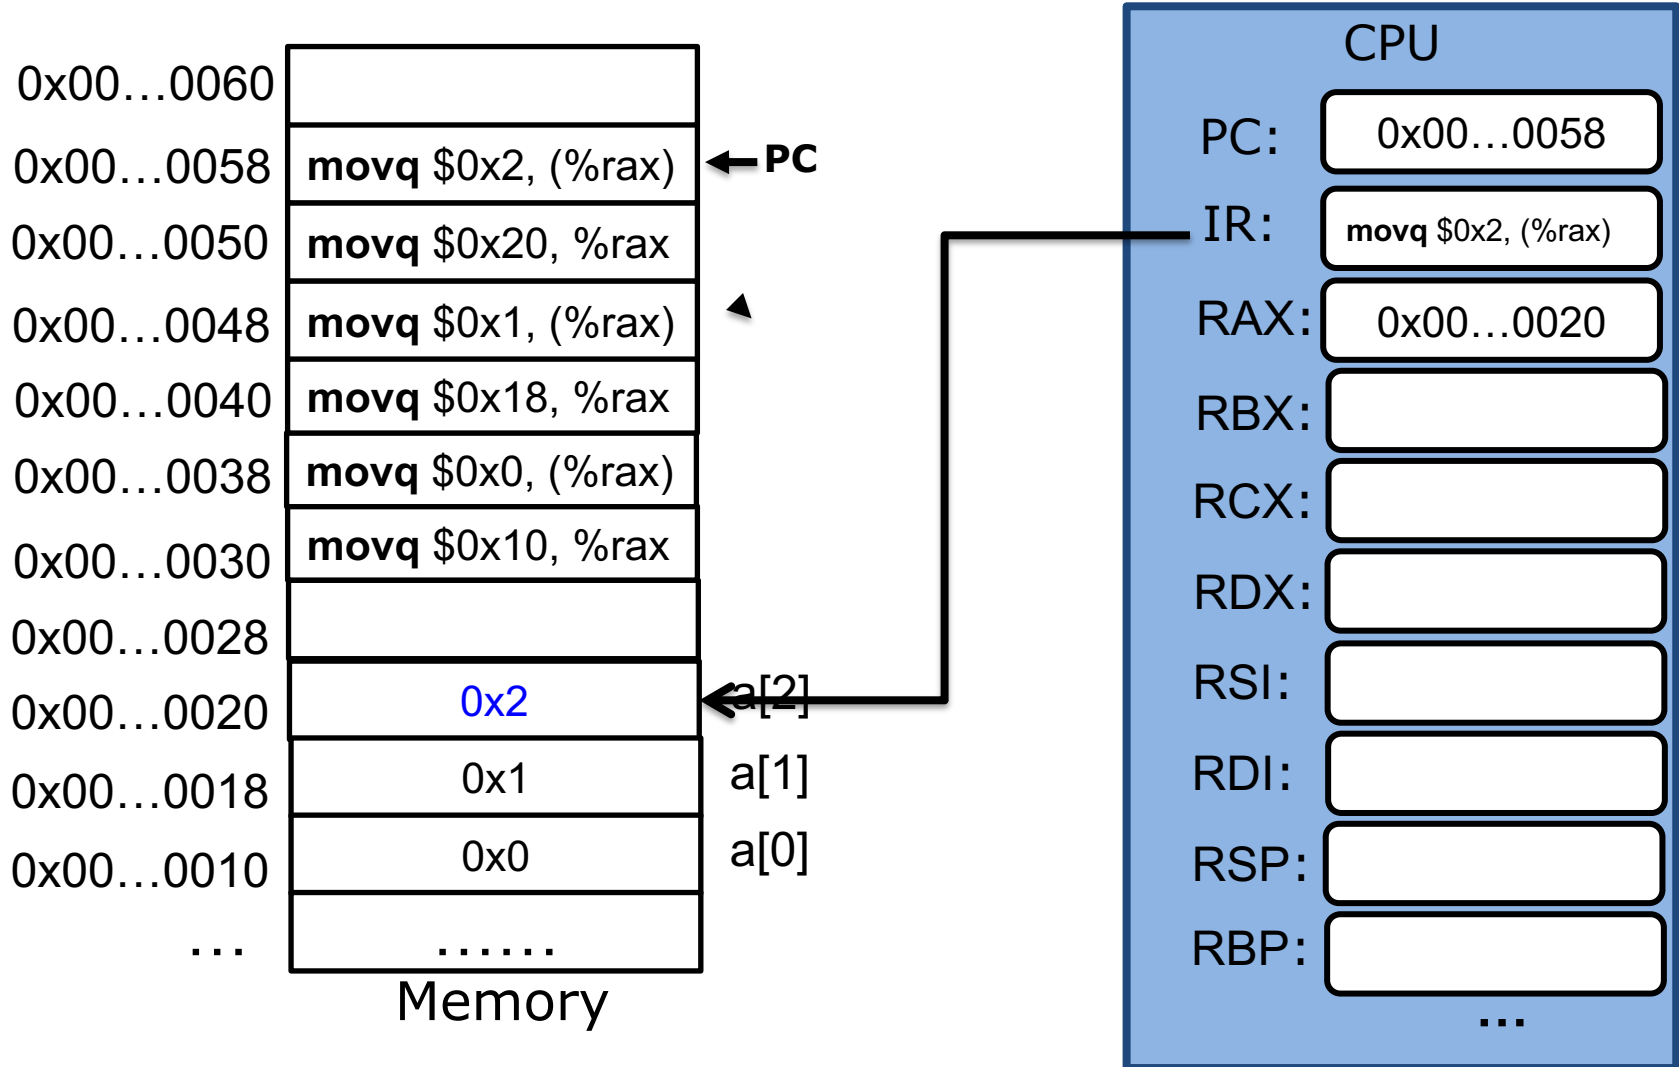 0x00…0060
0x00…0058 movq $0x2, (%rax) PC
0x00…0050 movq $0x20, %rax
0x00…0048 movq $0x1, (%rax)
0x00…0040 movq $0x18, %rax
0x00…0038 movq $0x0, (%rax)
0x00…0030 movq $0x10, %rax
0x00…0028
0x00…0020 0x2 a[2]
0x00…0018 0x1 a[1]
0x00…0010 0x0 a[0]
… ……
Memory
CPU
PC: 0x00…0058
IR: movq $0x2, (%rax)
RAX: 0x00…0020
RBX:
RCX:
RDX:
RSI:
RDI:
RSP:
RBP:
…